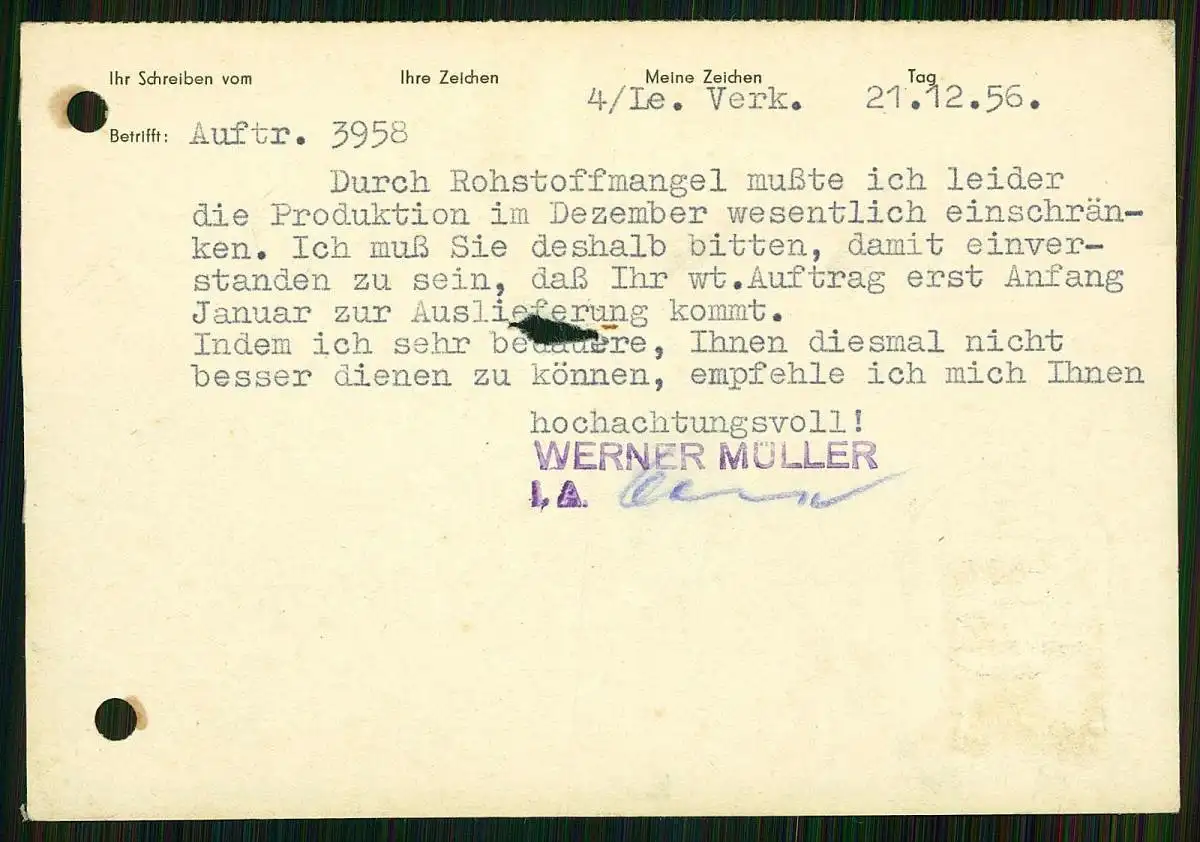 Ihr Schreiben vom Ihre Zeichen Meine Zeichen Tag
4/Le. Verk. 21.12.56.
Betrifft: Auftr. 3958
Durch Rohstoffmangel mußte ich leider
die Produktion im Dezember wesentlich einschrän-
ken. Ich muß Sie deshalb bitten, damit einver-
standen zu sein, daß Ihr wt.Auftrag erst Anfang
Januar zur Auslieferung kommt.
Indem ich sehr bedauere, Ihnen diesmal nicht
besser dienen zu können, empfehle ich mich Ihnen
hochachtungsvoll!
WERNER MÜLLER
I. A.